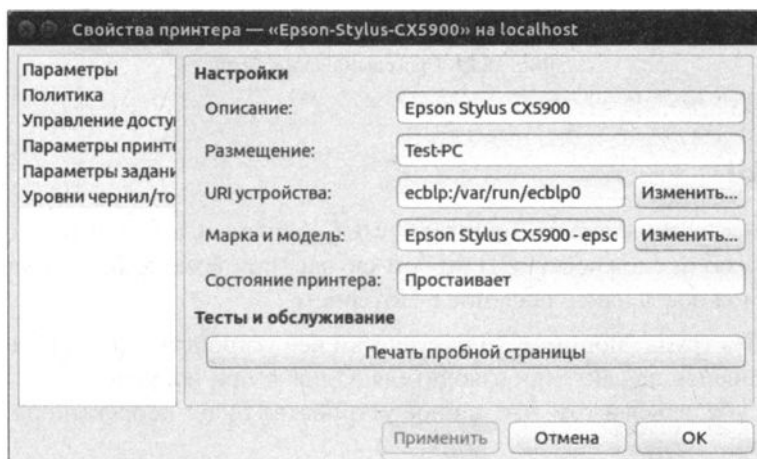 Свойства принтера — «Epson-Stylus-CX5900» на localhost
Параметры
Политика
Управление досту
Параметры принт
Параметры задани
Уровни чернил/то
Настройки
Описание: Epson Stylus CX5900
Размещение: Test-PC
URI устройства: ecblp:/var/run/ecblp0 Изменить...
Марка и модель: Epson Stylus CX5900 - epsc Изменить...
Состояние принтера: Простаивает
Тесты и обслуживание
Печать пробной страницы
Применить Отмена ОК